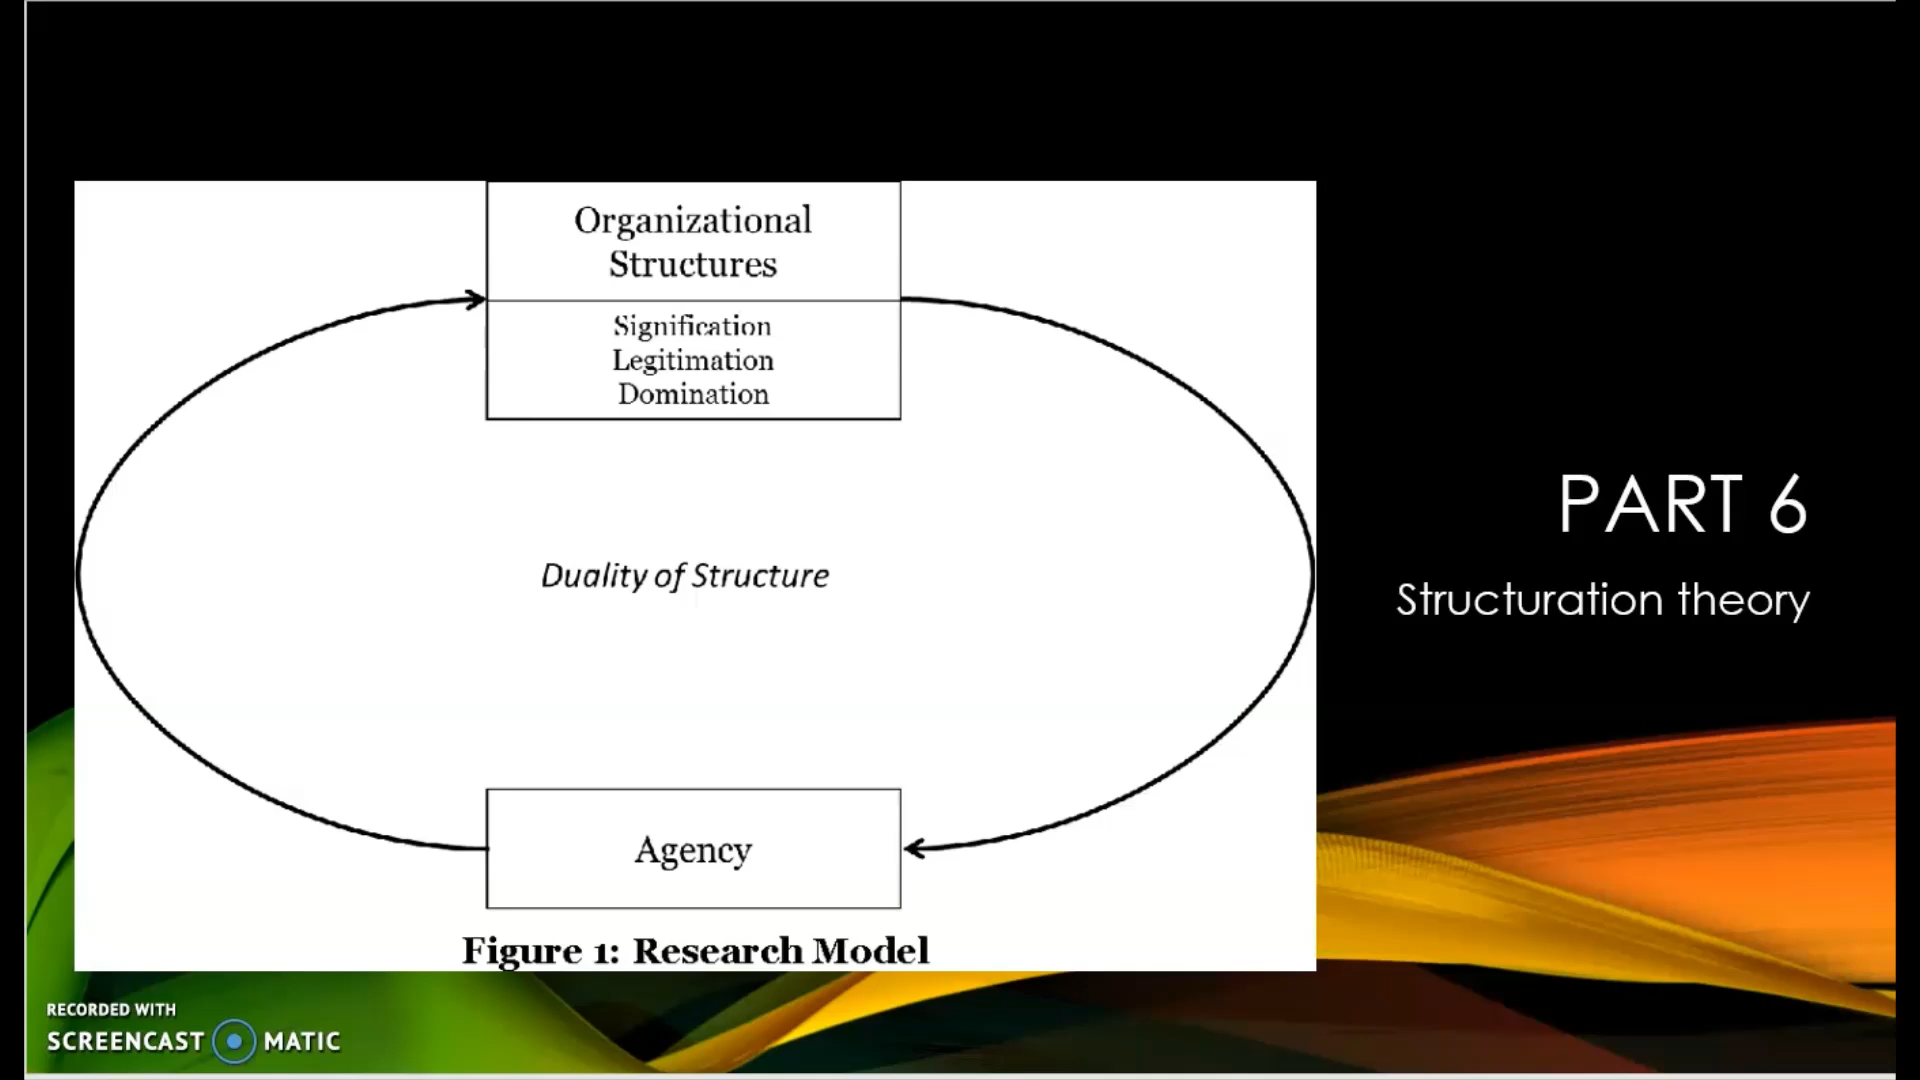 Organizational
Structures
Signification
Legitimation
Domination
Duality of Structure
Agency
Figure 1: Research Model
PART 6
Structuration theory
RECORDED WITH
SCREENCAST MATIC